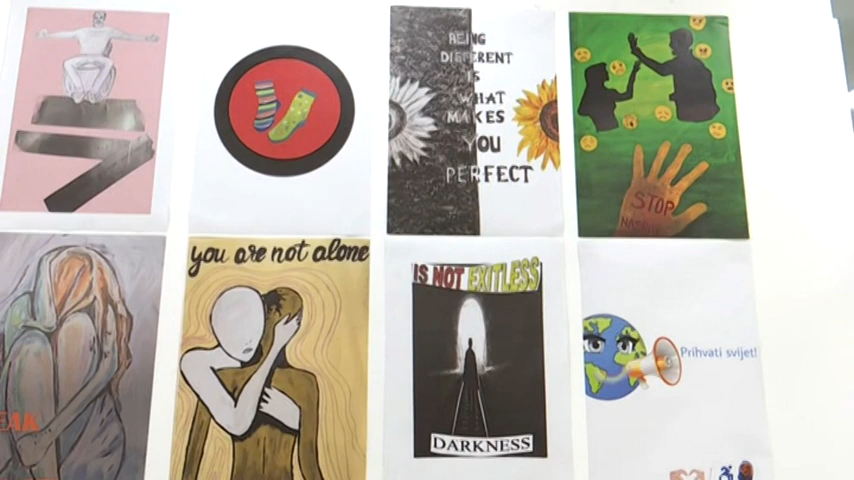 BEING
DIFFERENT
IS
WHAT
MAKES
YOU
PERFECT
STOP
you are not alone
IS NOT EXITLESS
DARKNESS
Prihvati svijet!